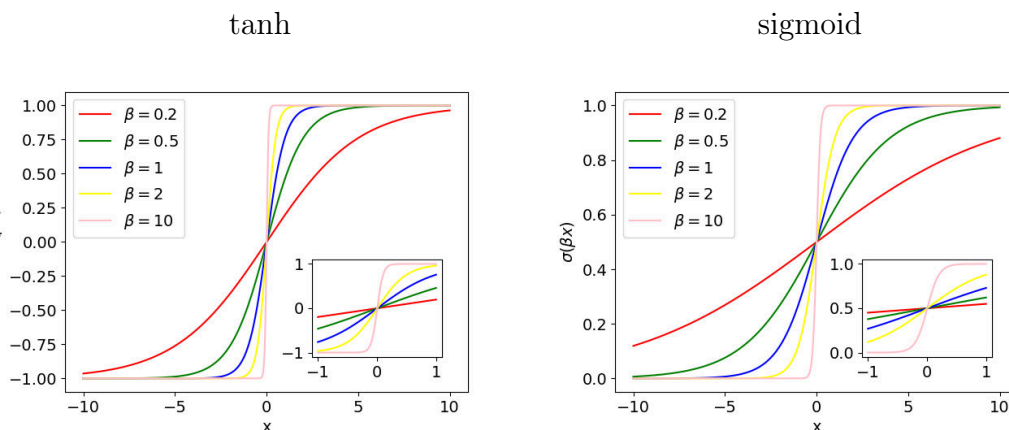 tanh
1.00
0.75
0.50
0.25
0.00
−0.25
−0.50
−0.75
−1.00
β = 0.2
β = 0.5
β = 1
β = 2
β = 10
1
0
−1
−1 0 1
−10 −5 0 5 10
x
sigmoid
1.0
0.8
0.6
0.4
0.2
0.0
σ(βx)
β = 0.2
β = 0.5
β = 1
β = 2
β = 10
1.0
0.5
0.0
−1 0 1
−10 −5 0 5 10
x